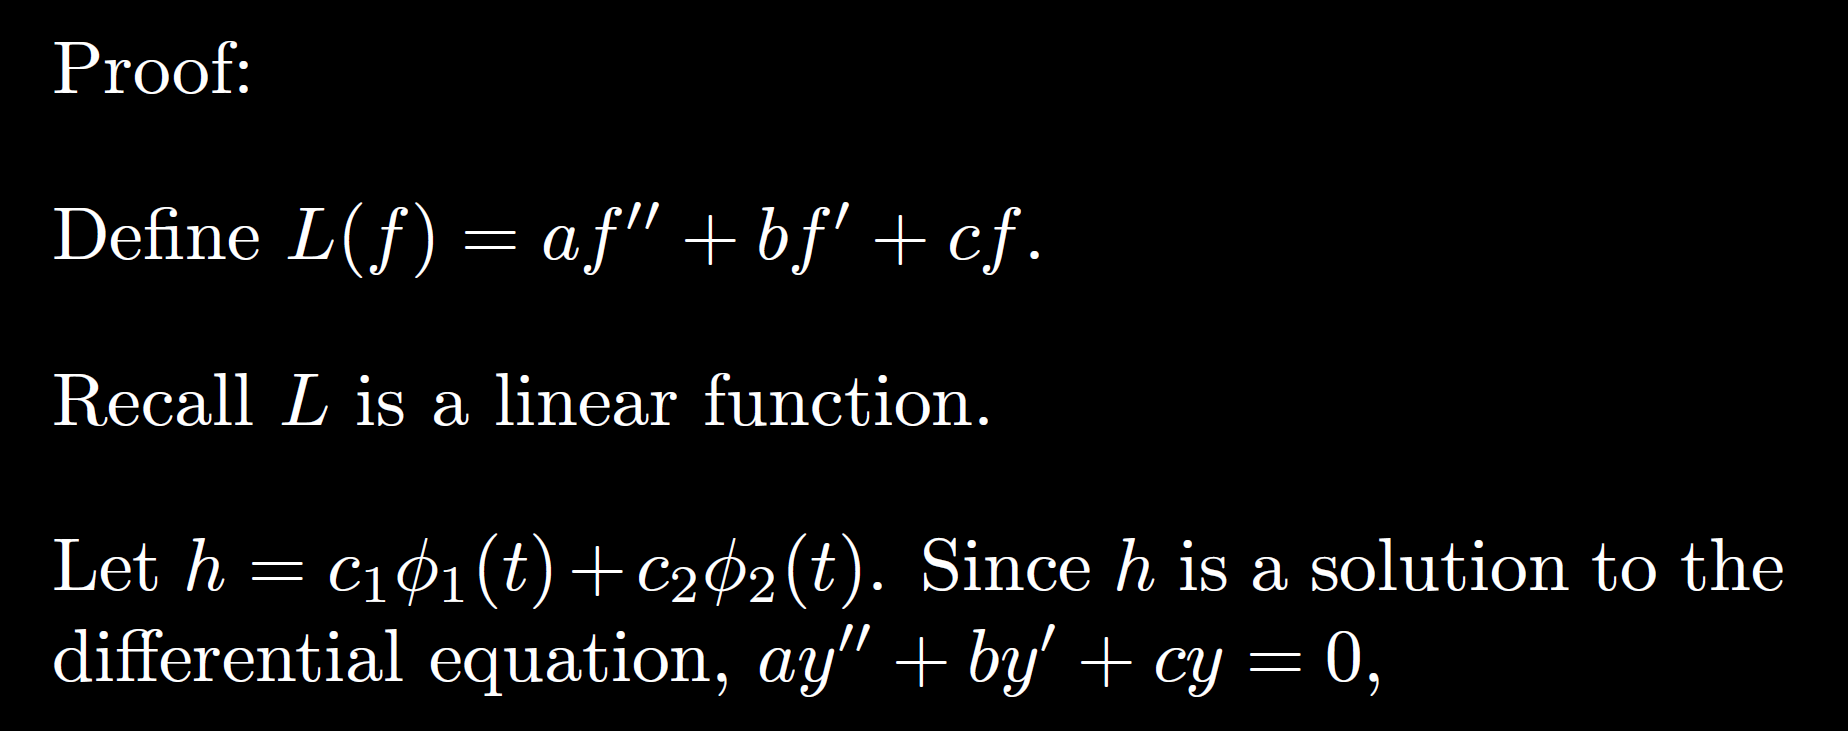 Proof:
Define L(f) = af′′ + bf′ + cf.
Recall L is a linear function.
Let h = c₁ϕ₁(t)+c₂ϕ₂(t). Since h is a solution to the
differential equation, ay′′ + by′ + cy = 0,